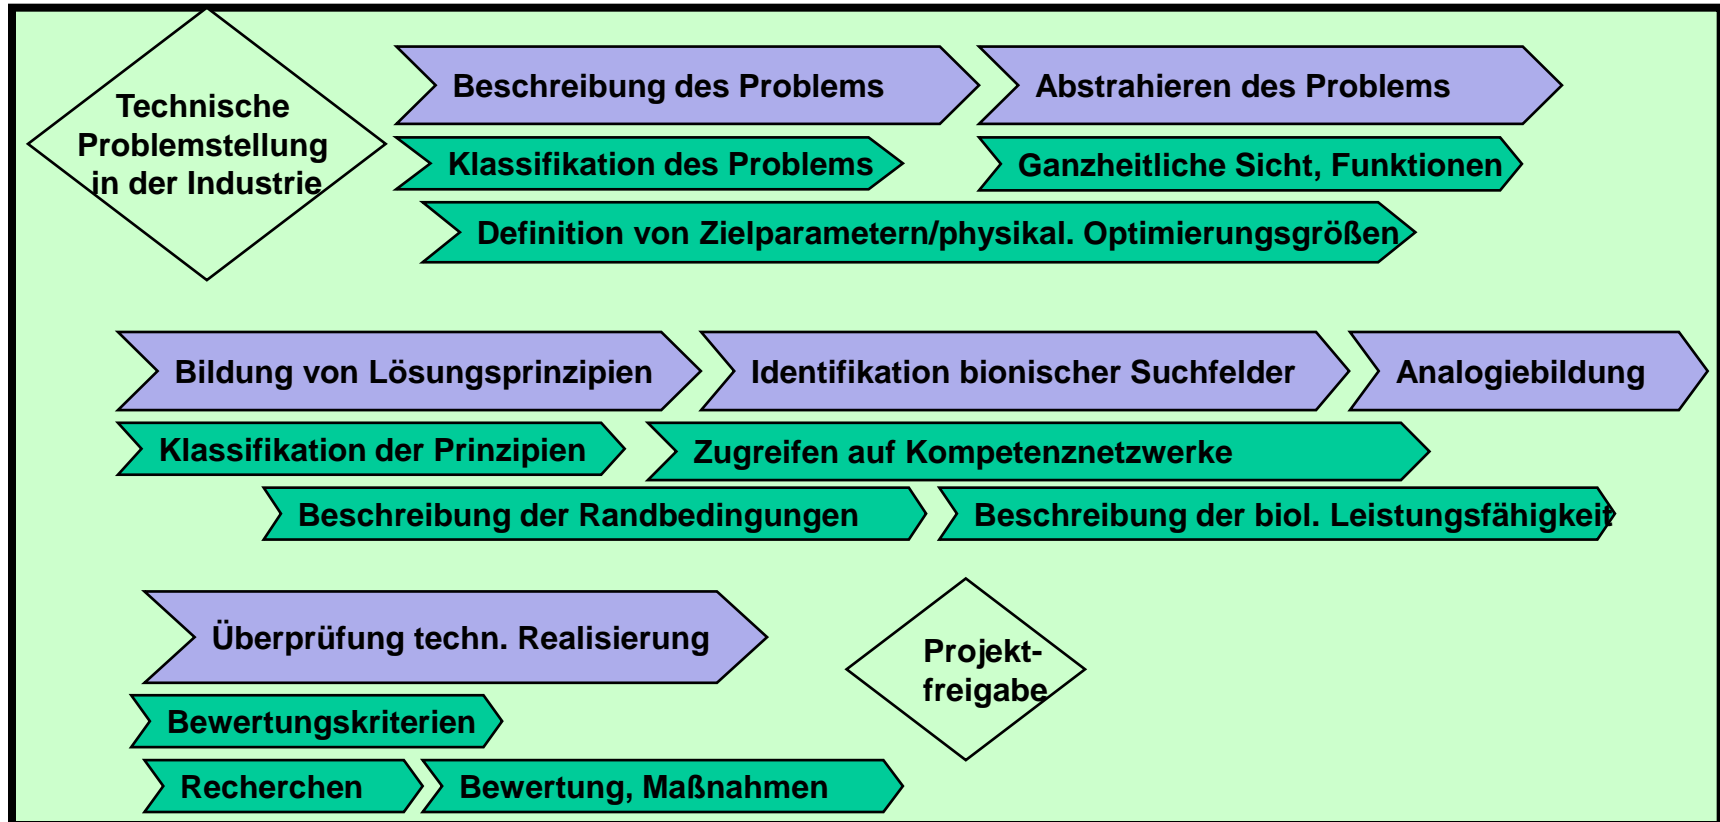 Technische
Problemstellung
in der Industrie
Beschreibung des Problems
Abstrahieren des Problems
Klassifikation des Problems
Ganzheitliche Sicht, Funktionen
Definition von Zielparametern/physikal. Optimierungsgrößen
Bildung von Lösungsprinzipien
Identifikation bionischer Suchfelder
Analogiebildung
Klassifikation der Prinzipien
Zugreifen auf Kompetenznetzwerke
Beschreibung der Randbedingungen
Beschreibung der biol. Leistungsfähigkeit
Überprüfung techn. Realisierung
Projekt-
freigabe
Bewertungskriterien
Recherchen
Bewertung, Maßnahmen